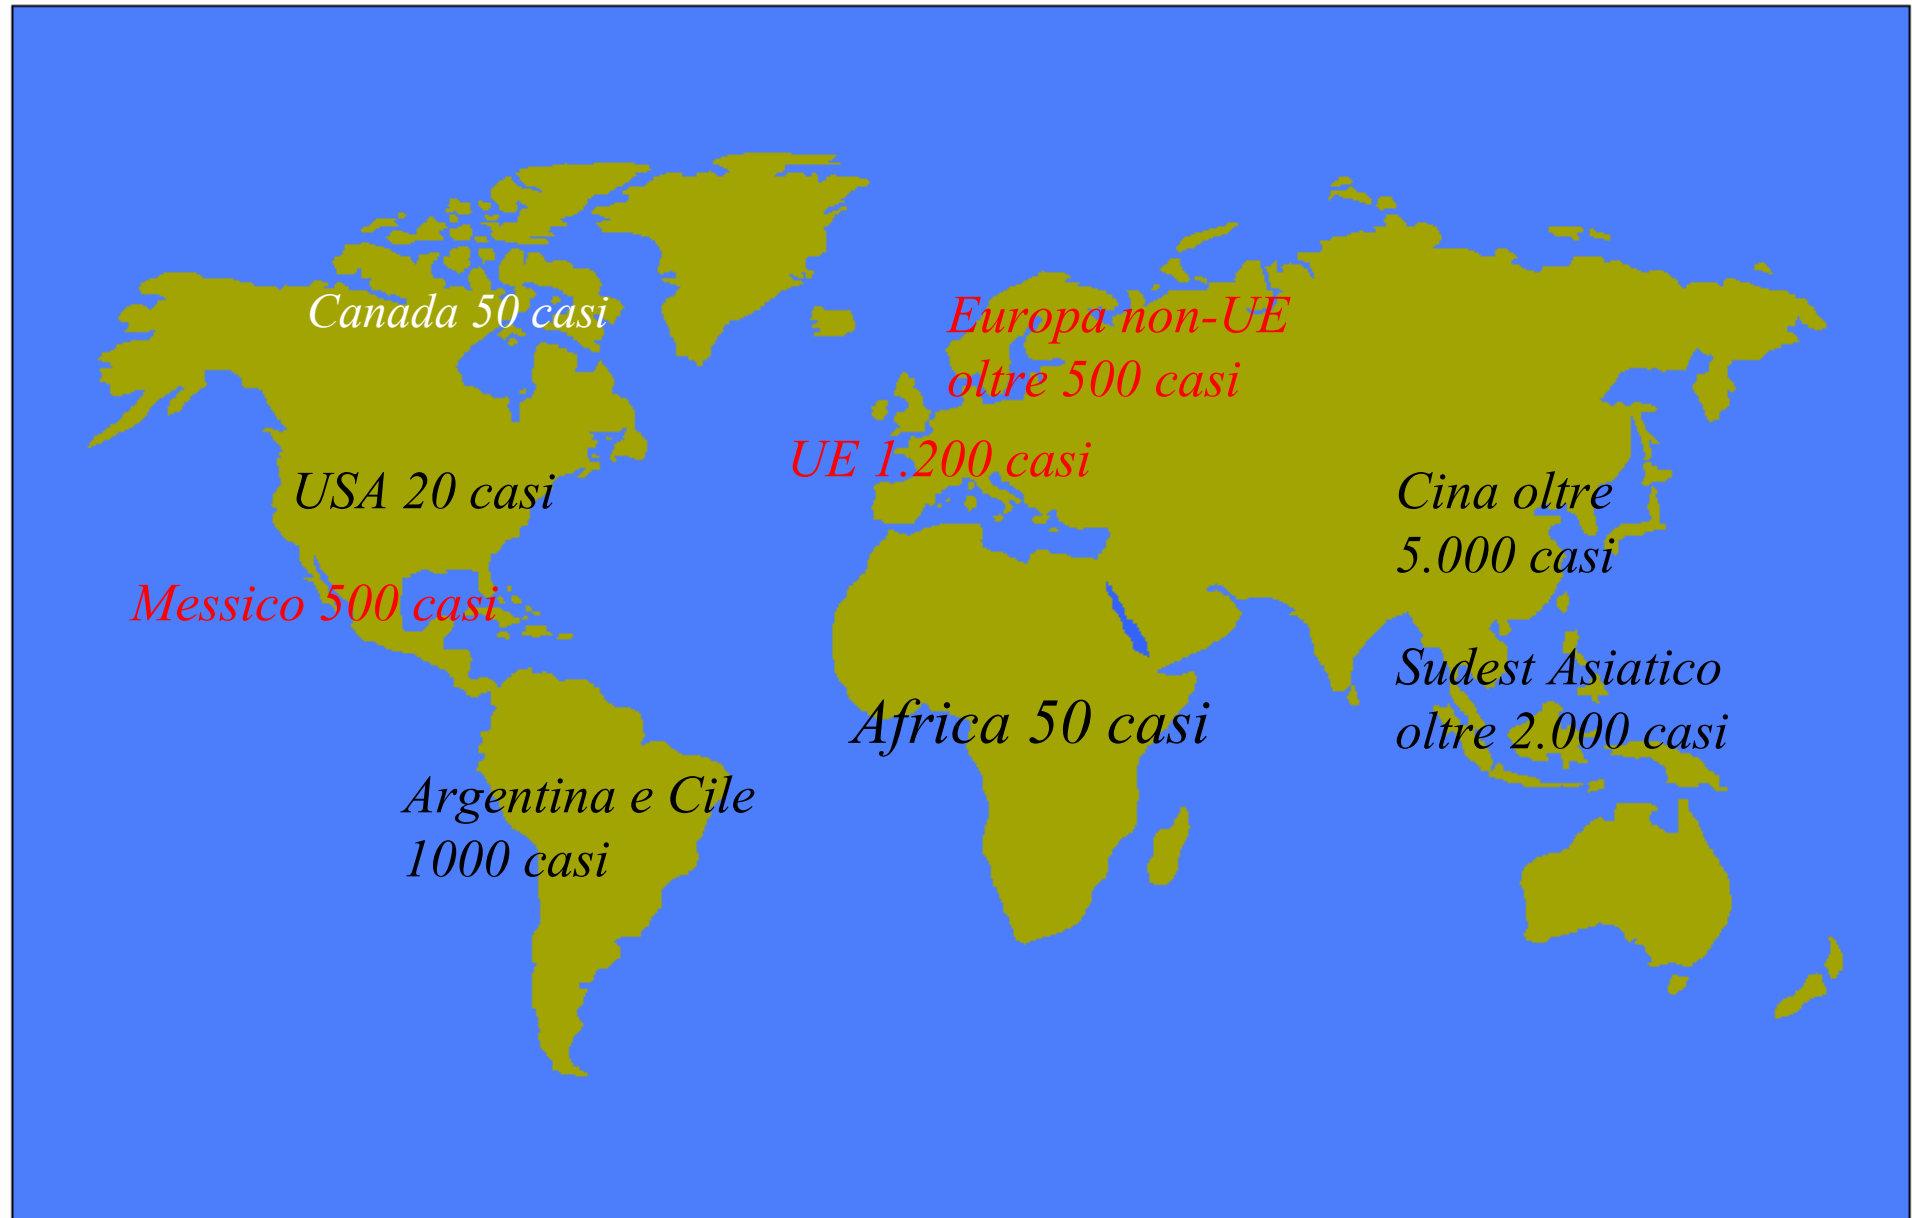 Canada 50 casi
Europa non-UE
oltre 500 casi
UE 1.200 casi
USA 20 casi
Cina oltre
5.000 casi
Messico 500 casi
Sudest Asiatico
oltre 2.000 casi
Africa 50 casi
Argentina e Cile
1000 casi